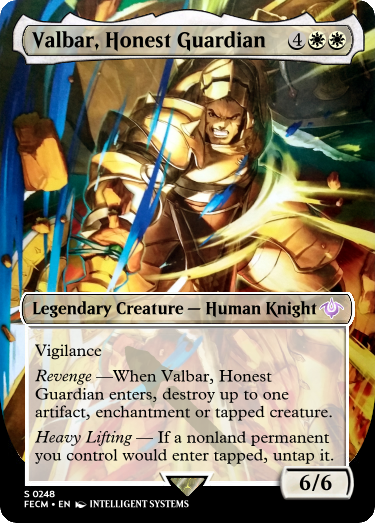 Valbar, Honest Guardian 4
Legendary Creature — Human Knight
Vigilance
Revenge —When Valbar, Honest
Guardian enters, destroy up to one
artifact, enchantment or tapped creature.
Heavy Lifting — If a nonland permanent
you control would enter tapped, untap it.
6/6
S 0248
FECM • EN INTELLIGENT SYSTEMS